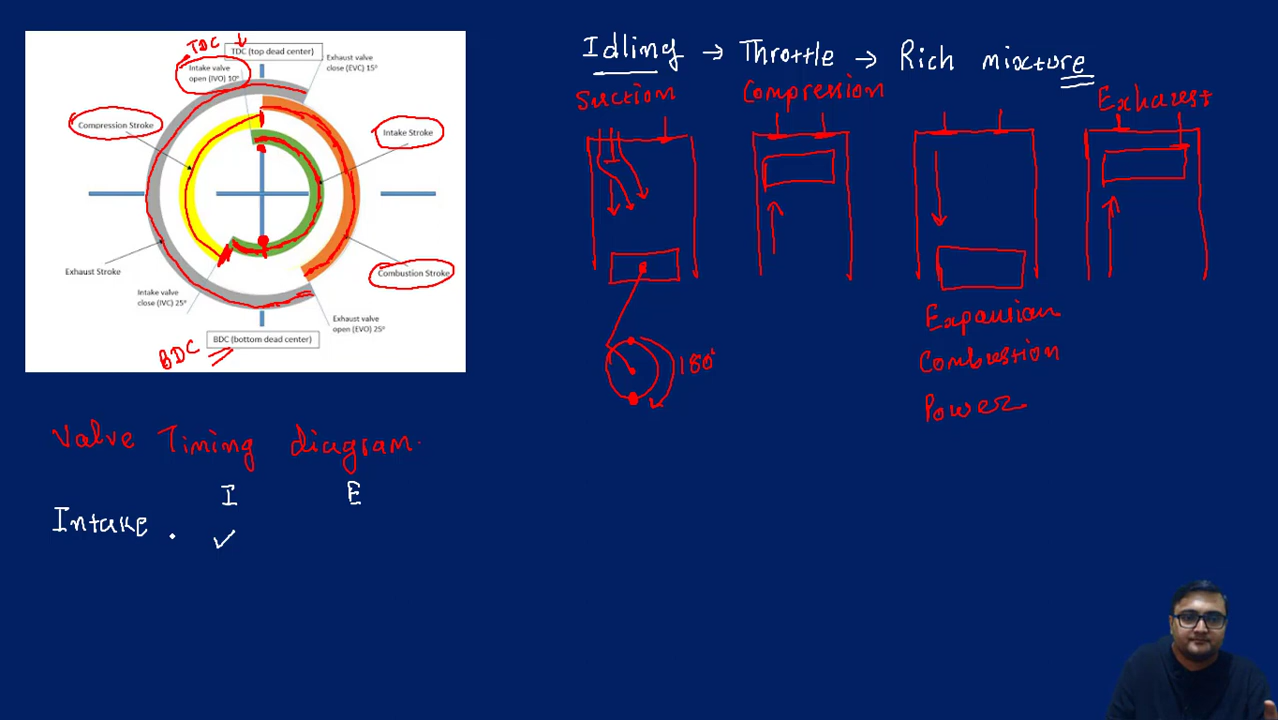 TDC
TDC (top dead center)
Intake valve
open (IVO) 10°
Exhaust valve
close (EVC) 15°
Compression Stroke
Intake Stroke
Exhaust Stroke
Combustion Stroke
Intake valve
close (IVC) 25°
Exhaust valve
open (EVO) 25°
BDC
BDC (bottom dead center)
Valve Timing diagram.
I E
Intake . ✓
Idling → Throttle → Rich mixture
Suction
Compression
Exhaust
180°
Expansion
Combustion
Power